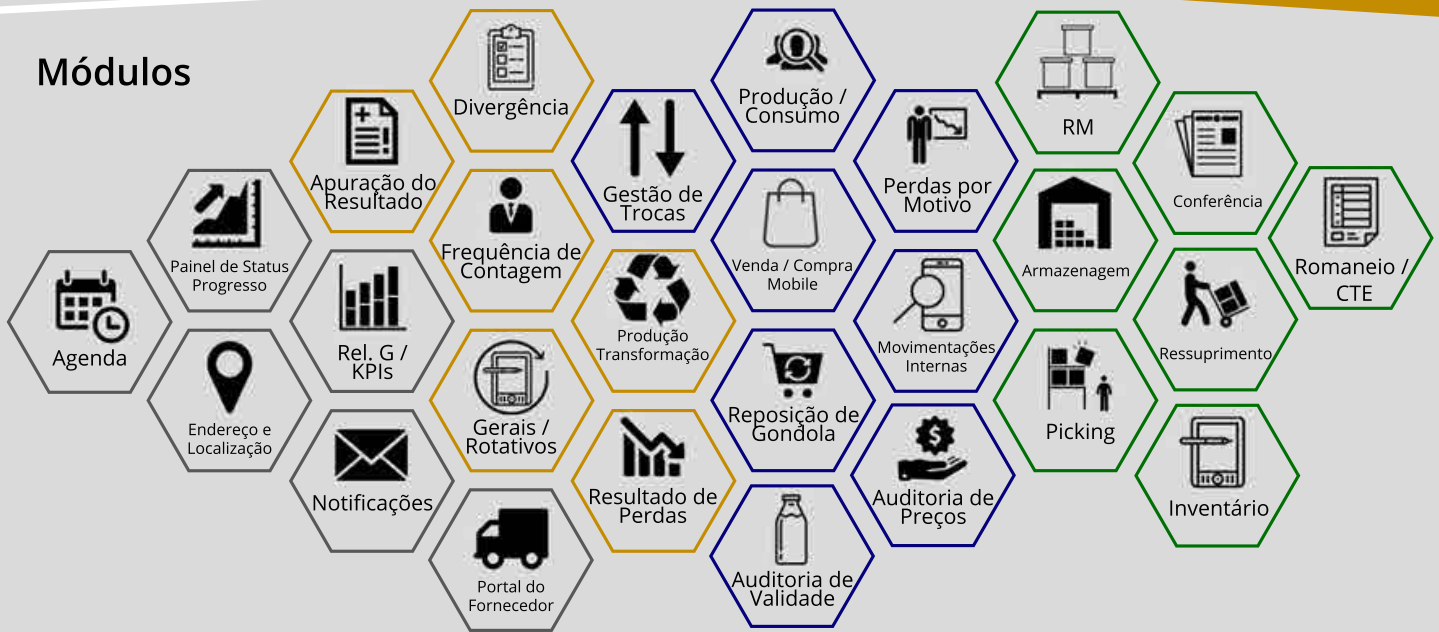 Módulos
Agenda
Painel de Status
Progresso
Endereço e
Localização
Apuração do
Resultado
Rel. G /
KPIs
Notificações
Divergência
Frequência de
Contagem
Gerais /
Rotativos
Portal do
Fornecedor
Gestão de
Trocas
Produção
Transformação
Resultado de
Perdas
Produção /
Consumo
Venda / Compra
Mobile
Reposição de
Gondola
Auditoria de
Validade
Perdas por
Motivo
Movimentações
Internas
Auditoria de
Preços
RM
Armazenagem
Picking
Conferência
Ressuprimento
Inventário
Romaneio /
CTE